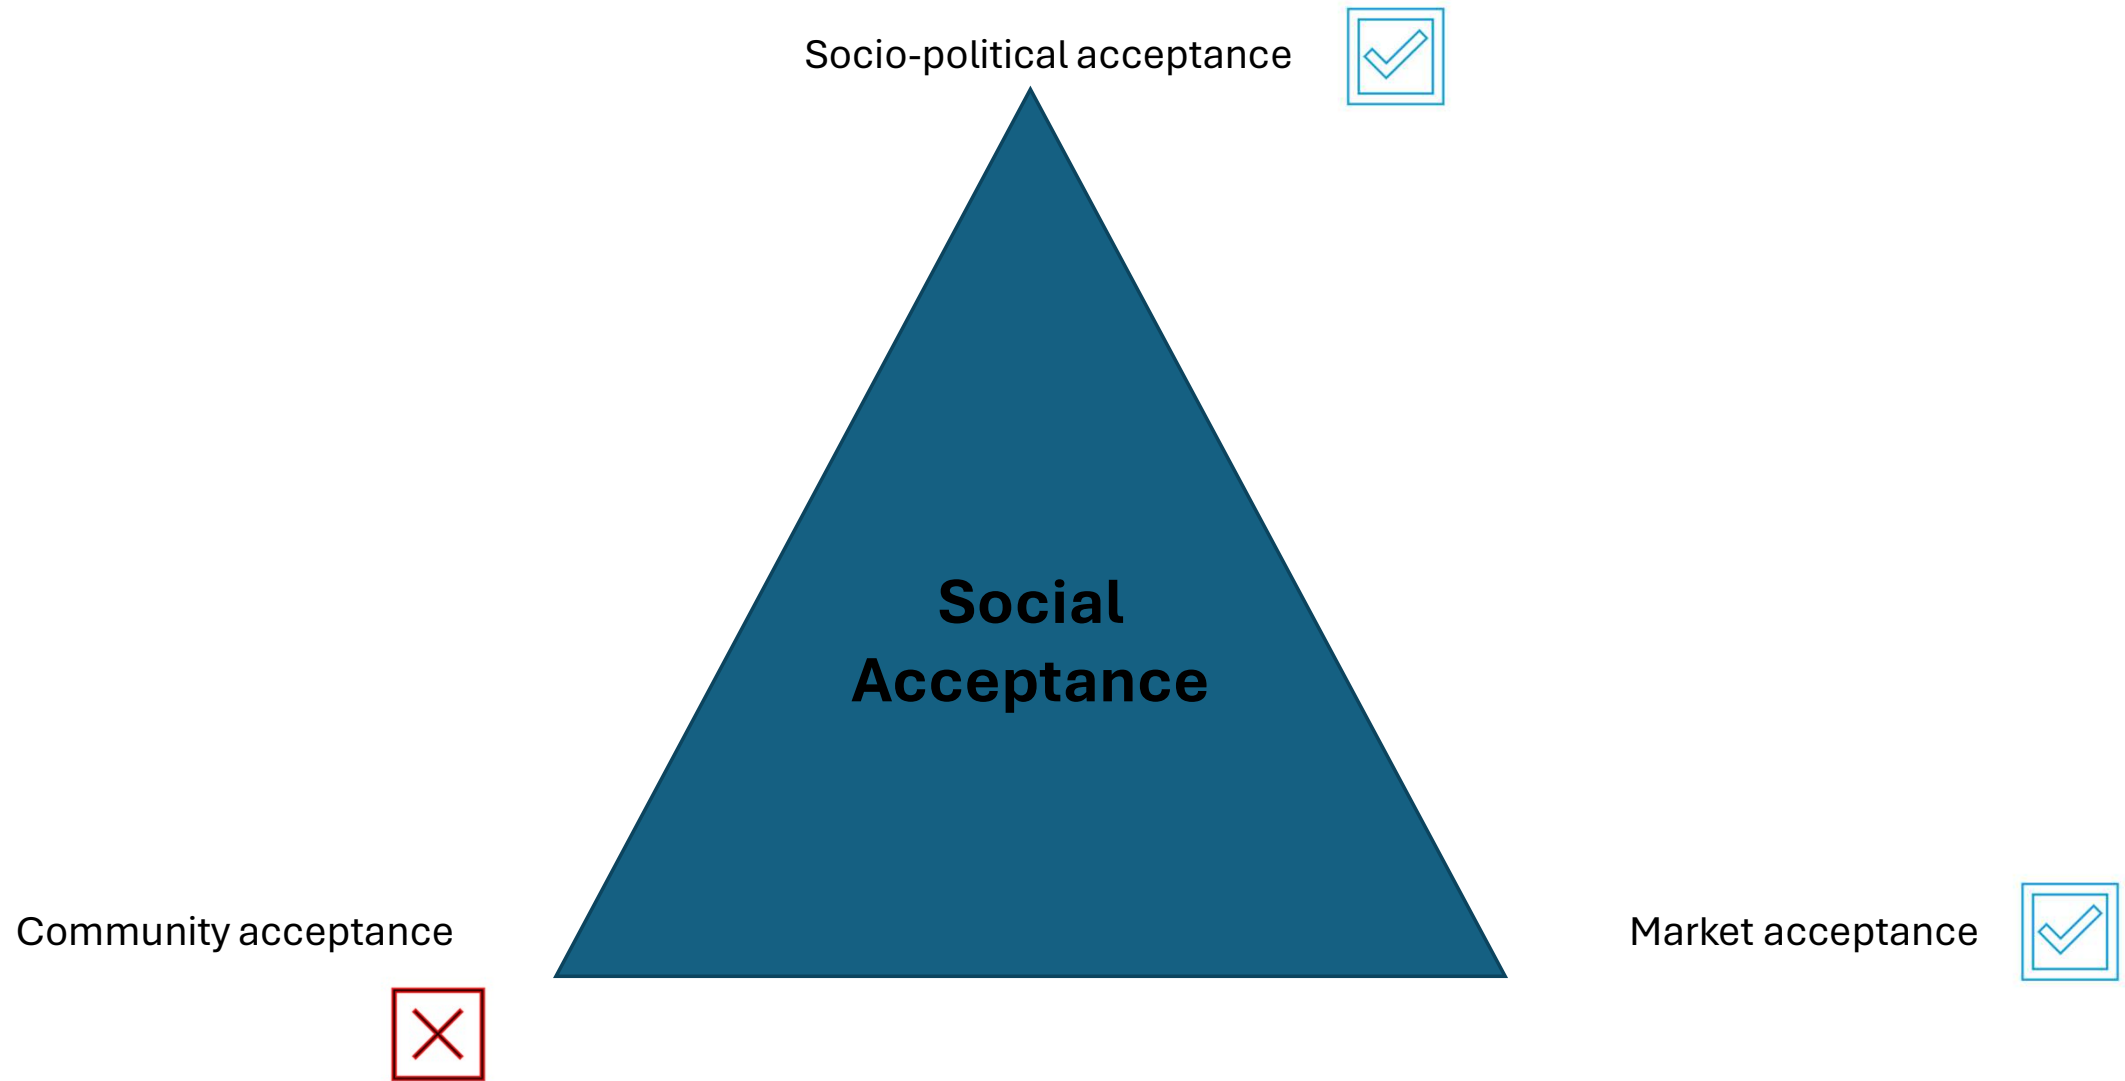 Socio-political acceptance
Social
Acceptance
Community acceptance
Market acceptance